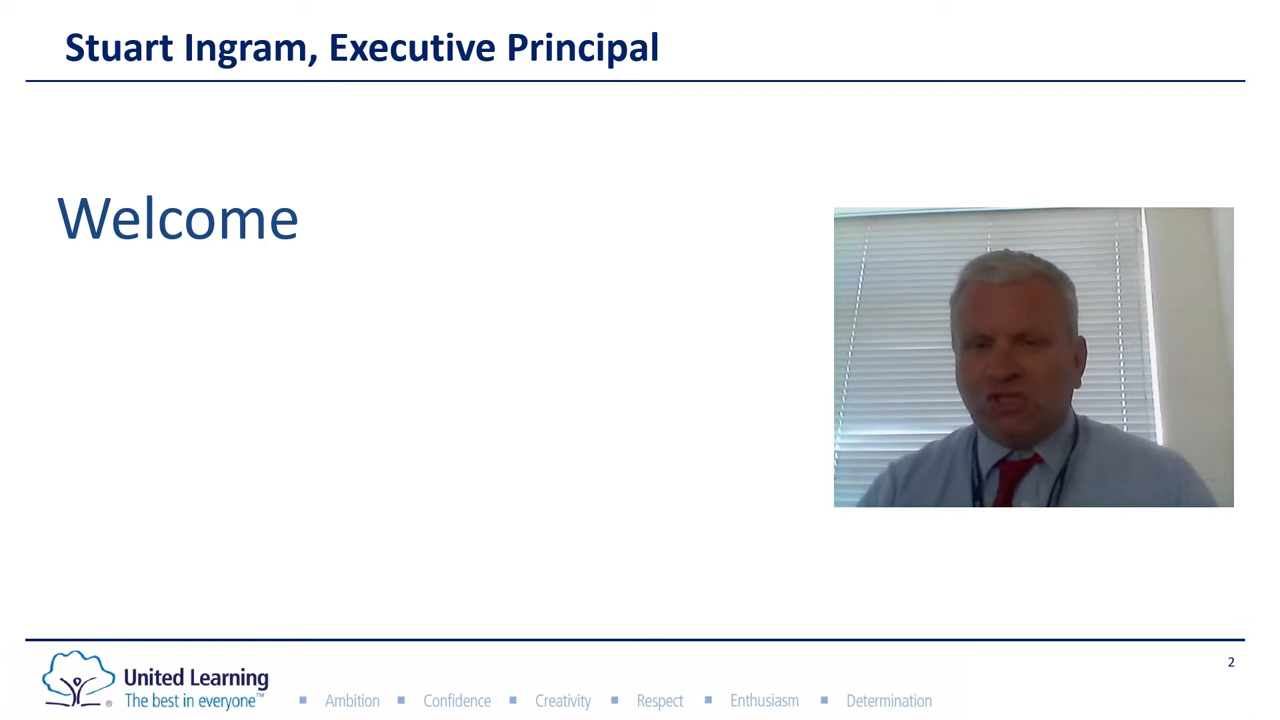 Stuart Ingram, Executive Principal
Welcome
2
United Learning
The best in everyone™
®
▪ Ambition ▪ Confidence ▪ Creativity ▪ Respect ▪ Enthusiasm ▪ Determination